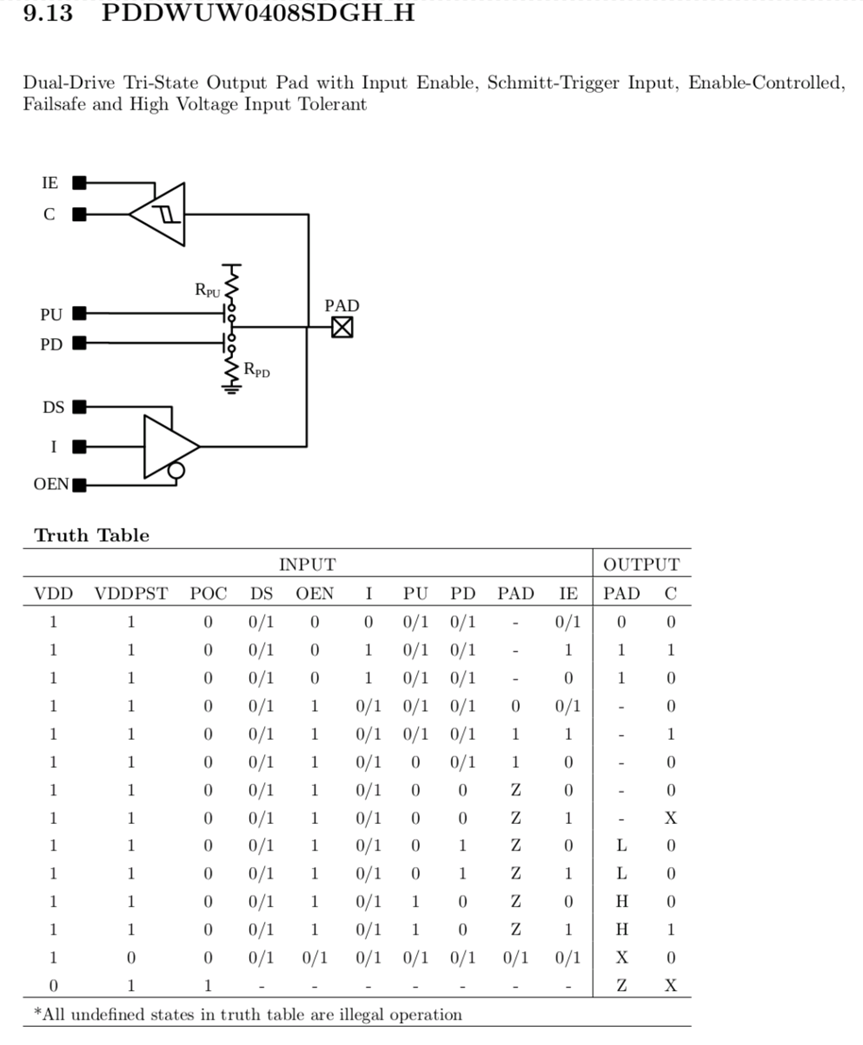 9.13 PDDWUW0408SDGH_H
Dual-Drive Tri-State Output Pad with Input Enable, Schmitt-Trigger Input, Enable-Controlled,
Failsafe and High Voltage Input Tolerant
IE
C
RPU
PU
PAD
PD
RPD
DS
I
OEN
Truth Table
INPUT OUTPUT
VDD VDDPST POC DS OEN I PU PD PAD IE PAD C
1 1 0 0/1 0 0 0/1 0/1 - 0/1 0 0
1 1 0 0/1 0 1 0/1 0/1 - 1 1 1
1 1 0 0/1 0 1 0/1 0/1 - 0 1 0
1 1 0 0/1 1 0/1 0/1 0/1 0 0/1 - 0
1 1 0 0/1 1 0/1 0/1 0/1 1 1 - 1
1 1 0 0/1 1 0/1 0 0/1 1 0 - 0
1 1 0 0/1 1 0/1 0 0 Z 0 - 0
1 1 0 0/1 1 0/1 0 0 Z 1 - X
1 1 0 0/1 1 0/1 0 1 Z 0 L 0
1 1 0 0/1 1 0/1 0 1 Z 1 L 0
1 1 0 0/1 1 0/1 1 0 Z 0 H 0
1 1 0 0/1 1 0/1 1 0 Z 1 H 1
1 0 0 0/1 0/1 0/1 0/1 0/1 0/1 0/1 X 0
0 1 1 - - - - - - - Z X
*All undefined states in truth table are illegal operation